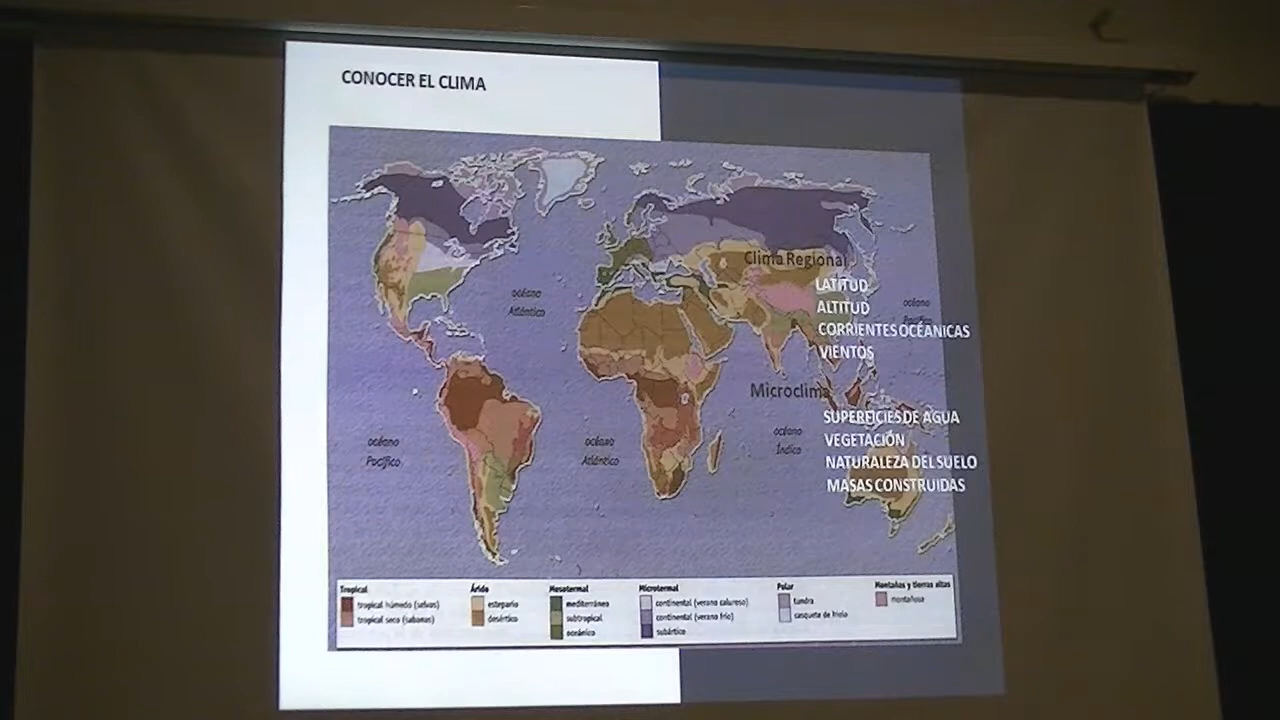 CONOCER EL CLIMA
Clima Regional
LATITUD
ALTITUD
CORRIENTES OCÉANICAS
VIENTOS
Microclima
SUPERFICIES DE AGUA
VEGETACIÓN
NATURALEZA DEL SUELO
MASAS CONSTRUIDAS
océano
Atlántico
océano
Pacífico
océano
Pacífico
océano
Atlántico
océano
Índico
Tropical
tropical húmedo (selvas)
tropical seco (sabanas)
Árido
estepario
desértico
Mesotermal
mediterráneo
subtropical
oceánico
Microtermal
continental (verano caluroso)
continental (verano frío)
subártico
Polar
tundra
casquete de hielo
Montañas y tierras altas
montañosa